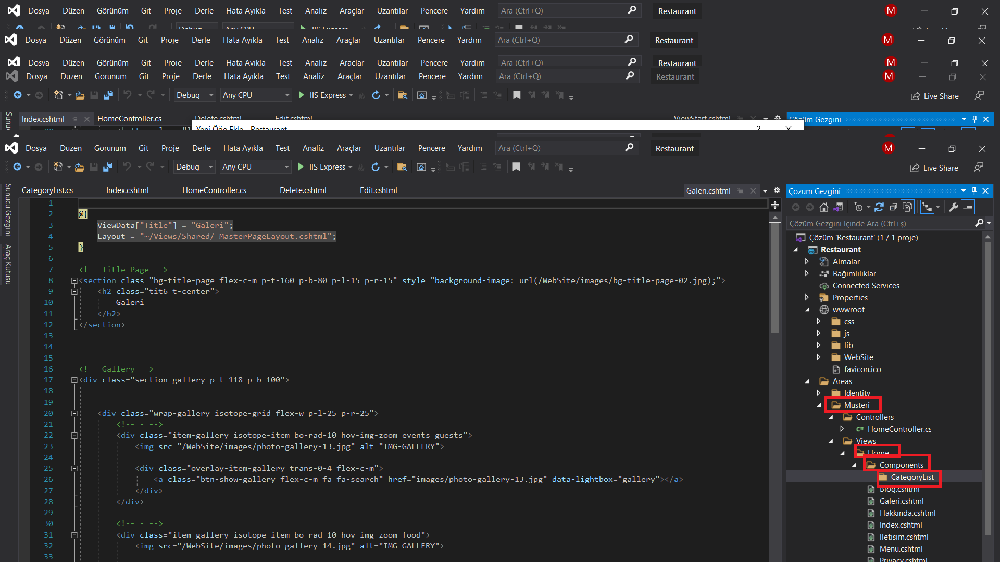 Dosya Düzen Görünüm Git Proje Derle Hata Ayıkla Test Analiz Araçlar Uzantılar Pencere Yardım Ara (Ctrl+Q) Restaurant M
Dosya Düzen Görünüm Git Proje Derle Hata Ayıkla Test Analiz Araçlar Uzantılar Pencere Yardım Ara (Ctrl+Q) Restaurant M
Dosya Düzen Görünüm Git Proje Derle Hata Ayıkla Test Analiz Araçlar Uzantılar Pencere Yardım Ara (Ctrl+Q) Restaurant M
Dosya Düzen Görünüm Git Proje Derle Hata Ayıkla Test Analiz Araçlar Uzantılar Pencere Yardım Ara (Ctrl+Q) Restaurant M
Debug Any CPU IIS Express Live Share
Index.cshtml HomeController.cs Delete.cshtml Edit.cshtml ViewStart.cshtml Çözüm Gezgini
Yeni Öğe Ekle - Restaurant ?
Dosya Düzen Görünüm Git Proje Derle Hata Ayıkla Test Analiz Araçlar Uzantılar Pencere Yardım Ara (Ctrl+Q) Restaurant M
Debug Any CPU IIS Express Live Share
Sunucu Gezgini
Araç Kutusu
CategoryList.cs Index.cshtml HomeController.cs Delete.cshtml Edit.cshtml Galeri.cshtml
1
2 @{
3 ViewData["Title"] = "Galeri";
4 Layout = "~/Views/Shared/_MasterPageLayout.cshtml";
5 }
6
7 <!-- Title Page -->
8 <section class="bg-title-page flex-c-m p-t-160 p-b-80 p-l-15 p-r-15" style="background-image: url(/WebSite/images/bg-title-page-02.jpg);">
9 <h2 class="tit6 t-center">
10 Galeri
11 </h2>
12 </section>
13
14
15
16 <!-- Gallery -->
17 <div class="section-gallery p-t-118 p-b-100">
18
19
20 <div class="wrap-gallery isotope-grid flex-w p-l-25 p-r-25">
21 <!-- - -->
22 <div class="item-gallery isotope-item bo-rad-10 hov-img-zoom events guests">
23 <img src="/WebSite/images/photo-gallery-13.jpg" alt="IMG-GALLERY">
24
25 <div class="overlay-item-gallery trans-0-4 flex-c-m">
26 <a class="btn-show-gallery flex-c-m fa fa-search" href="images/photo-gallery-13.jpg" data-lightbox="gallery"></a>
27 </div>
28 </div>
29
30 <!-- - -->
31 <div class="item-gallery isotope-item bo-rad-10 hov-img-zoom food">
32 <img src="/WebSite/images/photo-gallery-14.jpg" alt="IMG-GALLERY">
33
Çözüm Gezgini
Çözüm Gezgini İçinde Ara (Ctrl+ş)
Çözüm 'Restaurant' (1 / 1 proje)
Restaurant
Almalar
Bağımlılıklar
Connected Services
Properties
wwwroot
css
js
lib
WebSite
favicon.ico
Areas
Identity
Musteri
Controllers
C# HomeController.cs
Views
Home
Components
CategoryList
Blog.cshtml
Galeri.cshtml
Hakkında.cshtml
Index.cshtml
İletisim.cshtml
Menu.cshtml
Privacy.cshtml